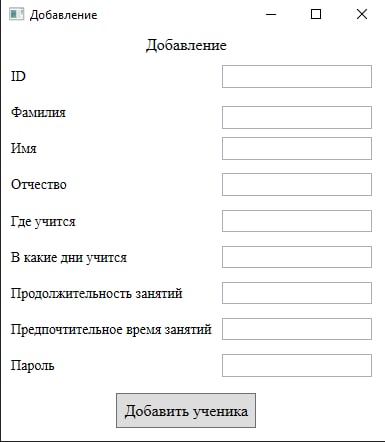 Добавление
Добавление
ID
Фамилия
Имя
Отчество
Где учится
В какие дни учится
Продолжительность занятий
Предпочтительное время занятий
Пароль
Добавить ученика